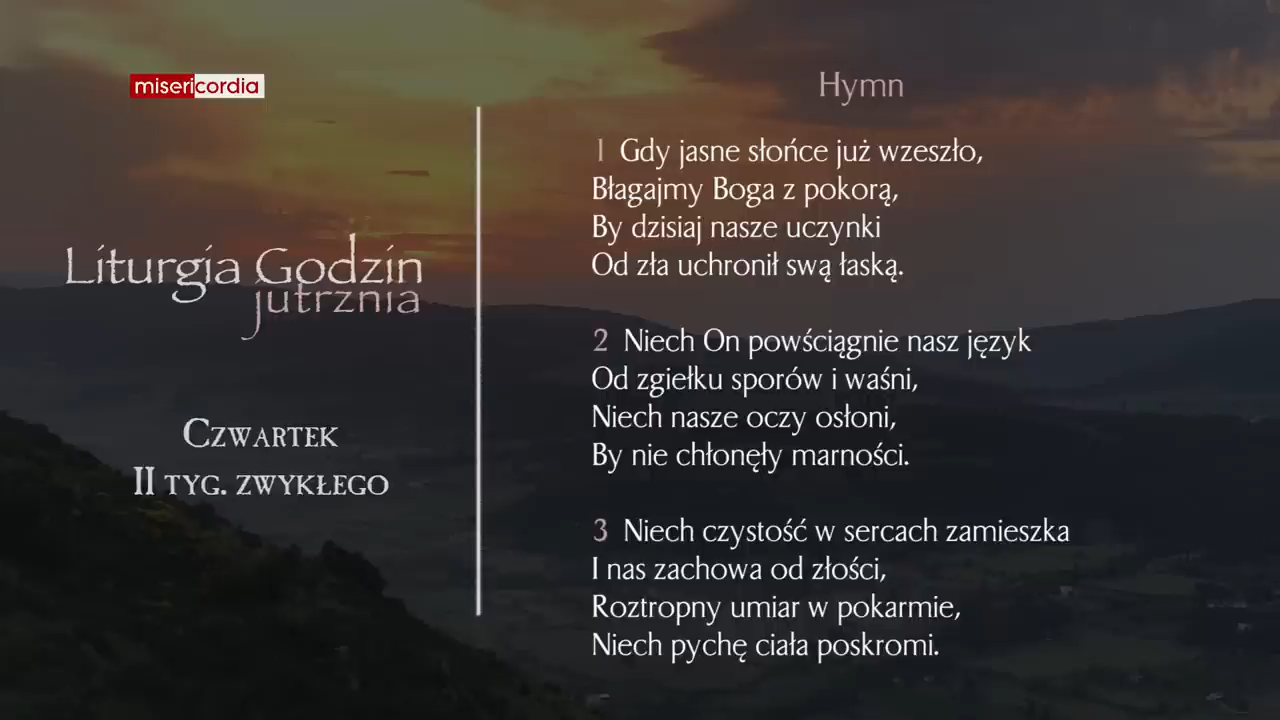 misericordia
Liturgia Godzin
jutrznia
Czwartek
II tyg. zwykłego
Hymn
1 Gdy jasne słońce już wzeszło,
Błagajmy Boga z pokorą,
By dzisiaj nasze uczynki
Od zła uchronił swą łaską.
2 Niech On powściągnie nasz język
Od zgiełku sporów i waśni,
Niech nasze oczy osłoni,
By nie chłonęły marności.
3 Niech czystość w sercach zamieszka
I nas zachowa od złości,
Roztropny umiar w pokarmie,
Niech pychę ciała poskromi.